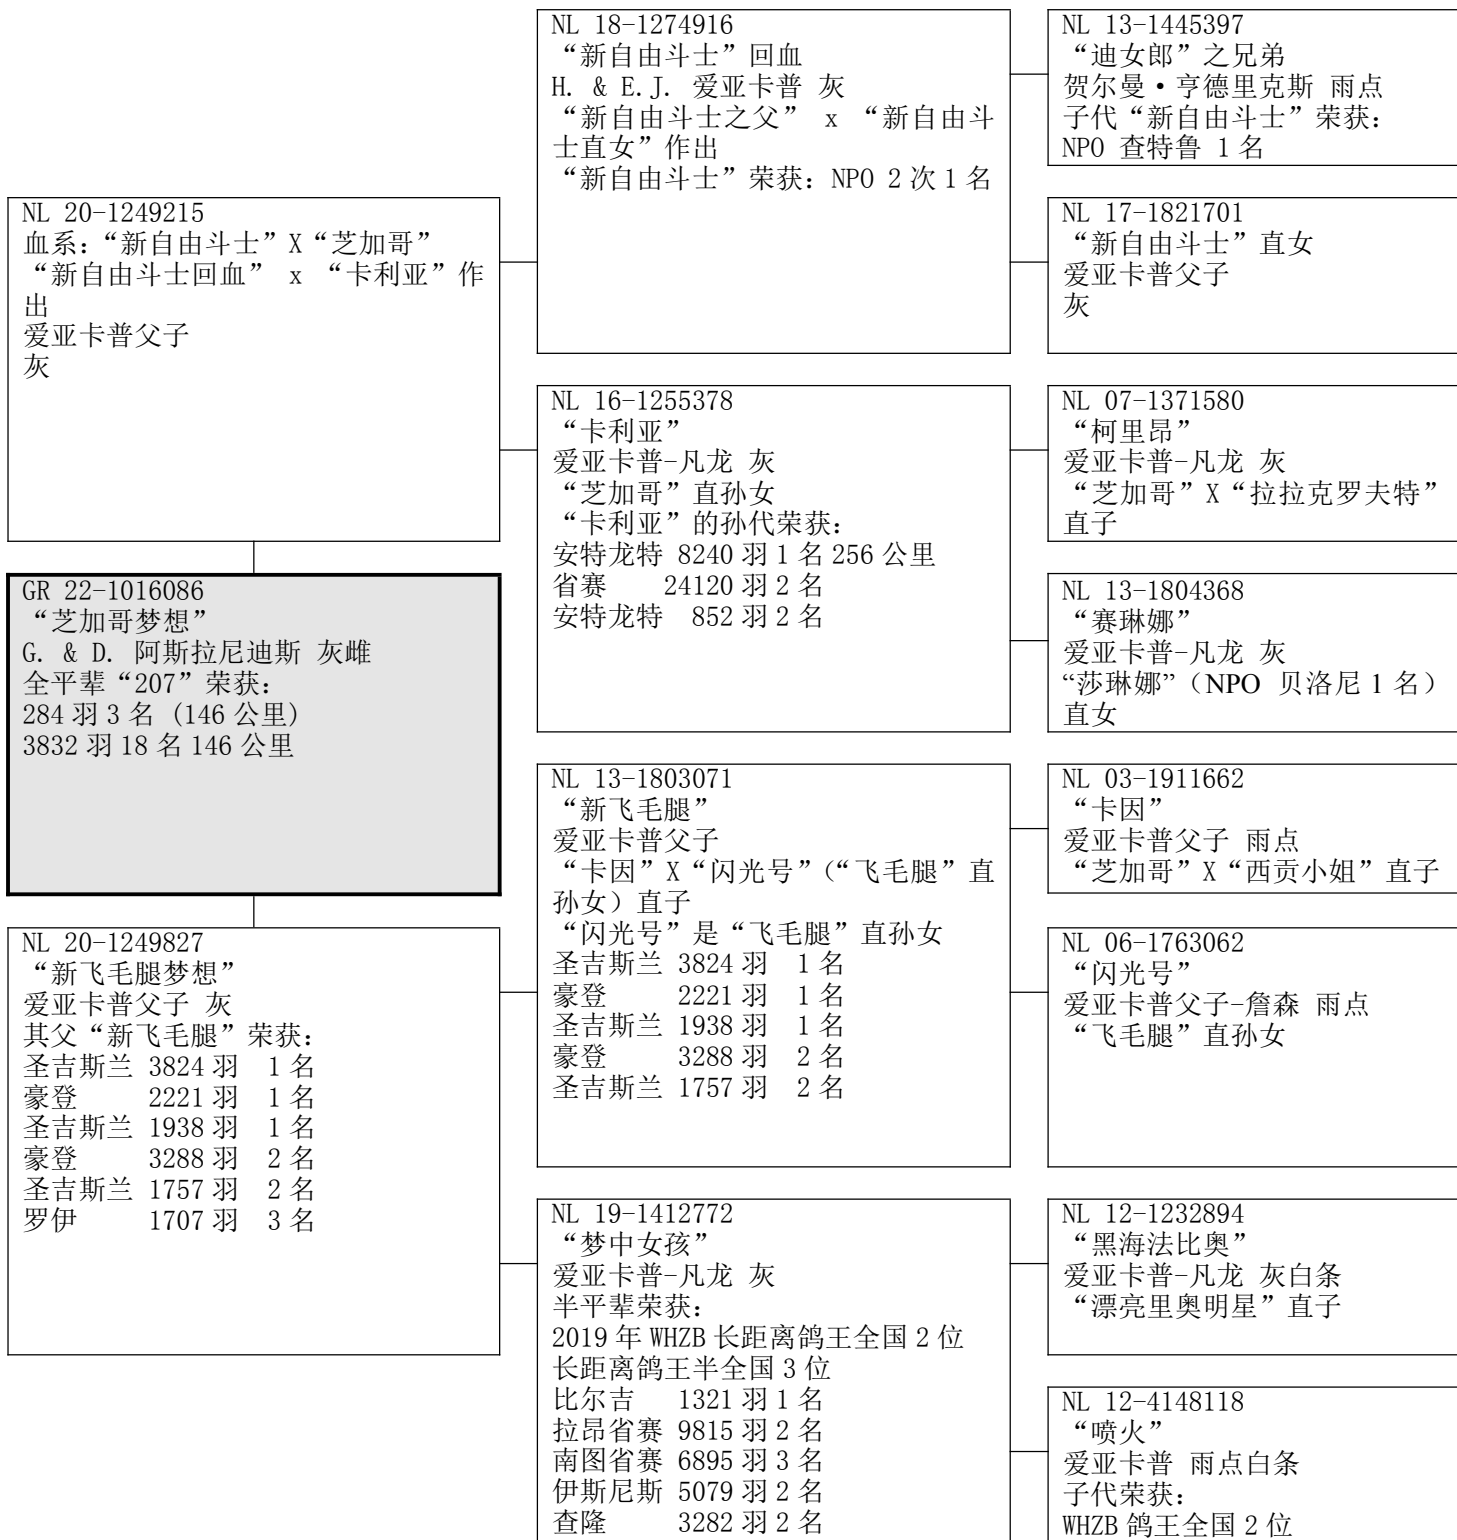 NL 20-1249215
血系：“新自由斗士”X“芝加哥”
“新自由斗士回血” x “卡利亚”作
出
爱亚卡普父子
灰
GR 22-1016086
“芝加哥梦想”
G. & D. 阿斯拉尼迪斯 灰雌
全平辈“207”荣获：
284 羽 3 名 (146 公里)
3832 羽 18 名 146 公里
NL 20-1249827
“新飞毛腿梦想”
爱亚卡普父子 灰
其父“新飞毛腿”荣获：
圣吉斯兰 3824 羽 1 名
豪登 2221 羽 1 名
圣吉斯兰 1938 羽 1 名
豪登 3288 羽 2 名
圣吉斯兰 1757 羽 2 名
罗伊 1707 羽 3 名
NL 18-1274916
“新自由斗士”回血
H. & E.J. 爱亚卡普 灰
“新自由斗士之父” x “新自由斗
士直女”作出
“新自由斗士”荣获：NPO 2 次 1 名
NL 16-1255378
“卡利亚”
爱亚卡普-凡龙 灰
“芝加哥”直孙女
“卡利亚”的孙代荣获：
安特龙特 8240 羽 1 名 256 公里
省赛 24120 羽 2 名
安特龙特 852 羽 2 名
NL 13-1803071
“新飞毛腿”
爱亚卡普父子
“卡因”X“闪光号”（“飞毛腿”直
孙女）直子
“闪光号”是“飞毛腿”直孙女
圣吉斯兰 3824 羽 1 名
豪登 2221 羽 1 名
圣吉斯兰 1938 羽 1 名
豪登 3288 羽 2 名
圣吉斯兰 1757 羽 2 名
NL 19-1412772
“梦中女孩”
爱亚卡普-凡龙 灰
半平辈荣获：
2019 年 WHZB 长距离鸽王全国 2 位
长距离鸽王半全国 3 位
比尔吉 1321 羽 1 名
拉昂省赛 9815 羽 2 名
南图省赛 6895 羽 3 名
伊斯尼斯 5079 羽 2 名
查隆 3282 羽 2 名
NL 13-1445397
“迪女郎”之兄弟
贺尔曼·亨德里克斯 雨点
子代“新自由斗士”荣获：
NPO 查特鲁 1 名
NL 17-1821701
“新自由斗士”直女
爱亚卡普父子
灰
NL 07-1371580
“柯里昂”
爱亚卡普-凡龙 灰
“芝加哥”X“拉拉克罗夫特”
直子
NL 13-1804368
“赛琳娜”
爱亚卡普-凡龙 灰
“莎琳娜”（NPO 贝洛尼 1 名）
直女
NL 03-1911662
“卡因”
爱亚卡普父子 雨点
“芝加哥”X“西贡小姐”直子
NL 06-1763062
“闪光号”
爱亚卡普父子-詹森 雨点
“飞毛腿”直孙女
NL 12-1232894
“黑海法比奥”
爱亚卡普-凡龙 灰白条
“漂亮里奥明星”直子
NL 12-4148118
“喷火”
爱亚卡普 雨点白条
子代荣获：
WHZB 鸽王全国 2 位